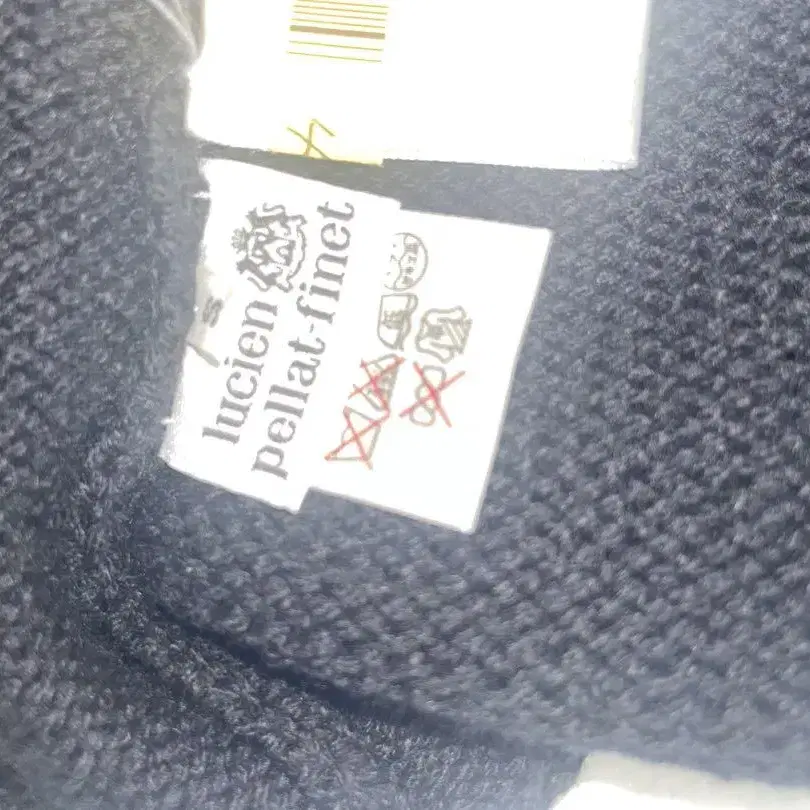 S
lucien
pellat-finet